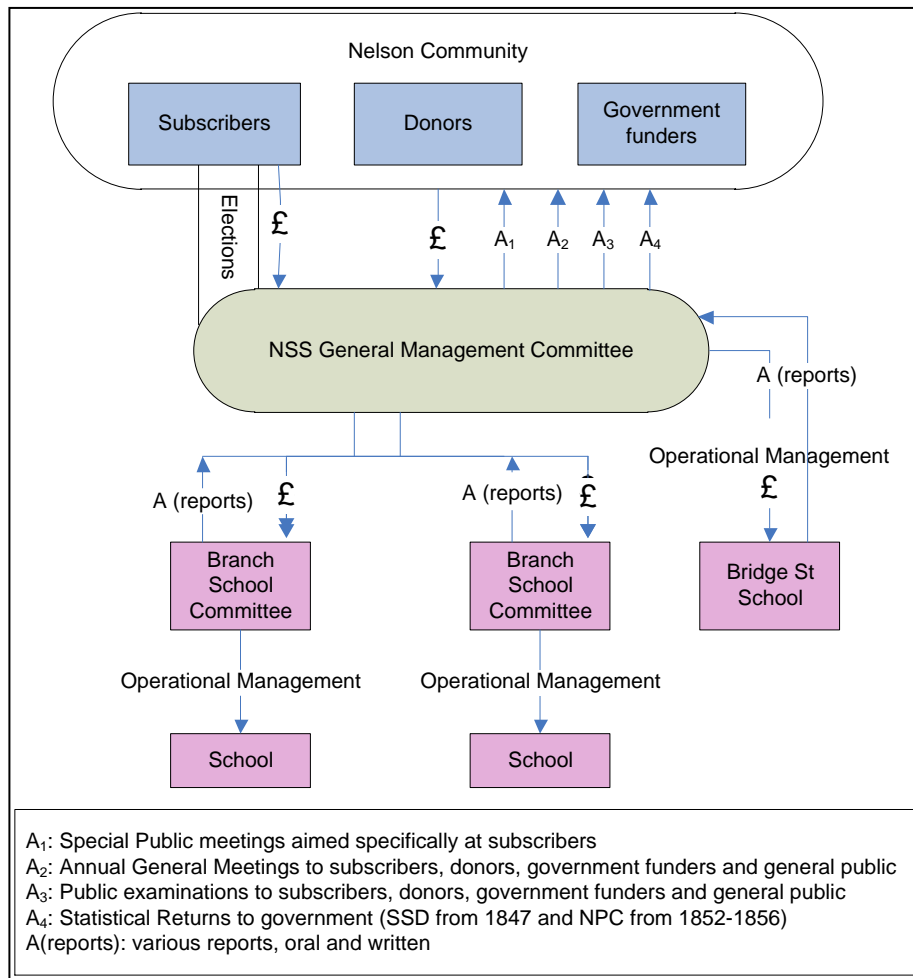 Nelson Community
Subscribers
Donors
Government
funders
Elections
£
£
A₁
A₂
A₃
A₄
NSS General Management Committee
A (reports)
Operational Management
£
A (reports)
£
A (reports)
£
Branch
School
Committee
Branch
School
Committee
Bridge St
School
Operational Management
Operational Management
School
School
A₁: Special Public meetings aimed specifically at subscribers
A₂: Annual General Meetings to subscribers, donors, government funders and general public
A₃: Public examinations to subscribers, donors, government funders and general public
A₄: Statistical Returns to government (SSD from 1847 and NPC from 1852-1856)
A(reports): various reports, oral and written